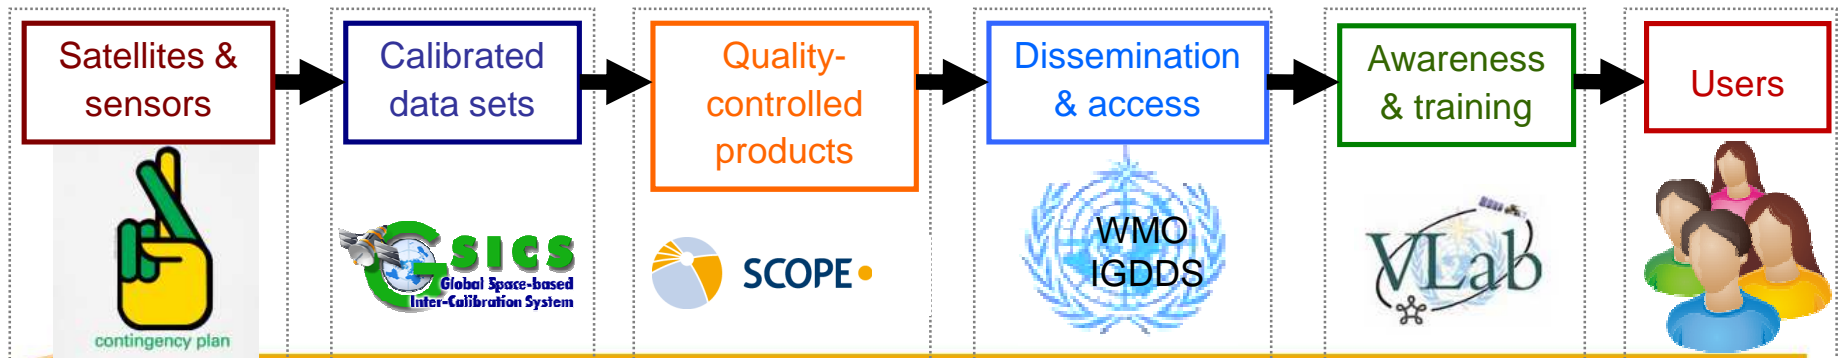 Satellites &
sensors
Calibrated
data sets
Quality-
controlled
products
Dissemination
& access
Awareness
& training
Users
contingency plan
GSICS
Global Space-based
Inter-Calibration System
SCOPE
WMO
IGDDS
VLab